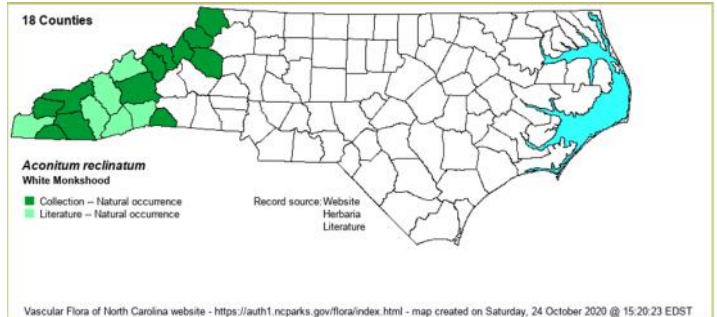 18 Counties
Aconitum reclinatum
White Monkshood
Collection -- Natural occurrence
Literature -- Natural occurrence
Record source: Website
Herbaria
Literature
Vascular Flora of North Carolina website - https://auth1.ncparks.gov/flora/index.html - map created on Saturday, 24 October 2020 @ 15:20:23 EDST